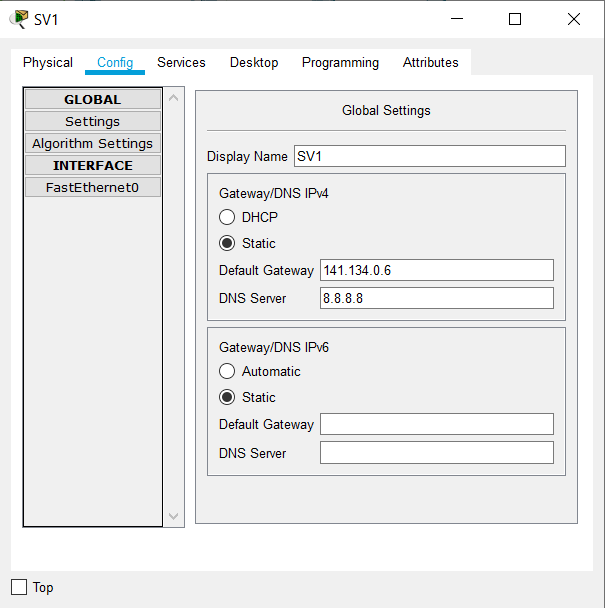 SV1
Physical Config Services Desktop Programming Attributes
GLOBAL
Settings
Algorithm Settings
INTERFACE
FastEthernet0
Global Settings
Display Name SV1
Gateway/DNS IPv4
DHCP
Static
Default Gateway 141.134.0.6
DNS Server 8.8.8.8
Gateway/DNS IPv6
Automatic
Static
Default Gateway
DNS Server
Top